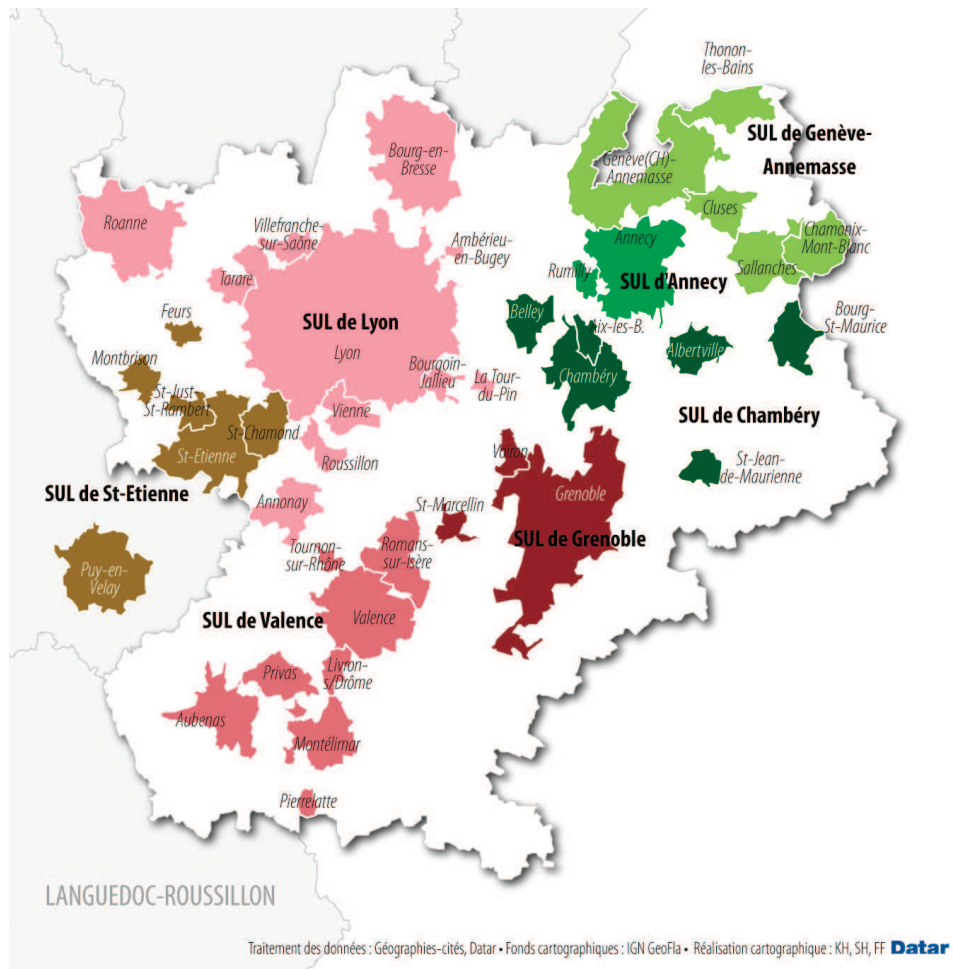 Thonon-
les-Bains
SUL de Genève-
Annemasse
Bourg-en-
Bresse
Genève(CH)-
Annemasse
Cluses
Roanne
Villefranche-
sur-Saône
Ambérieu-
en-Bugey
Annecy
Chamonix-
Mont-Blanc
Sallanches
Tarare
Rumilly
SUL d'Annecy
Feurs
SUL de Lyon
Lyon
Belley
Aix-les-B.
Bourg-
St-Maurice
Montbrison
Bourgoin-
Jallieu
La Tour-
du-Pin
Chambéry
Albertville
St-Just-
St-Rambert
Vienne
SUL de Chambéry
St-Chamond
St-Etienne
Roussillon
Voiron
St-Jean-
de-Maurienne
SUL de St-Etienne
Annonay
St-Marcellin
Grenoble
SUL de Grenoble
Tournon-
sur-Rhône
Romans-
sur-Isère
Puy-en-
Velay
SUL de Valence
Valence
Privas
Livron-
s/Drôme
Aubenas
Montélimar
Pierrelatte
LANGUEDOC-ROUSSILLON
Traitement des données : Géographies-cités, Datar • Fonds cartographiques : IGN GeoFla • Réalisation cartographique : KH, SH, FF Datar